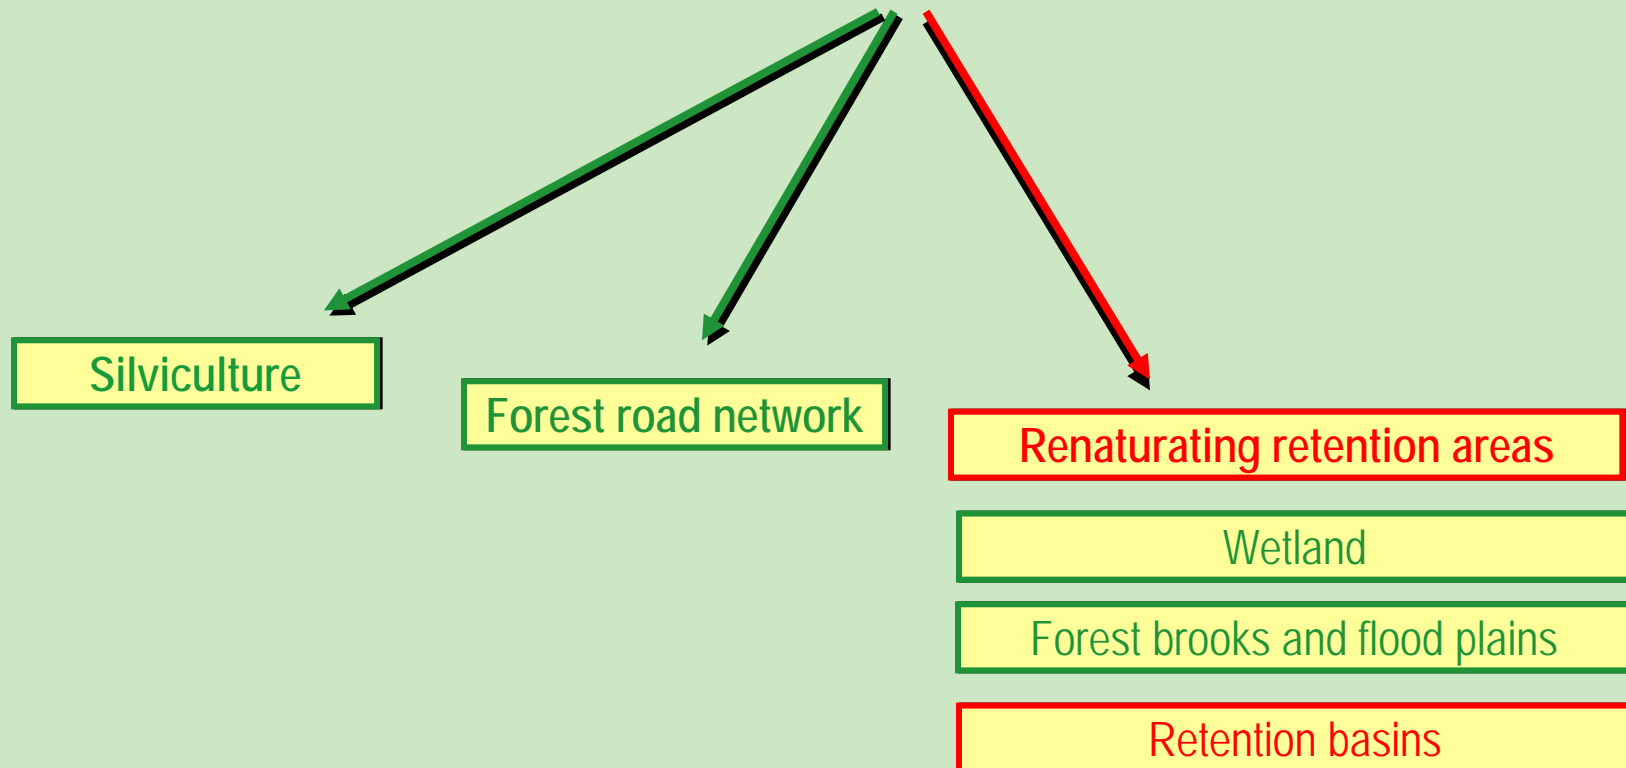 Silviculture
Forest road network
Renaturating retention areas
Wetland
Forest brooks and flood plains
Retention basins